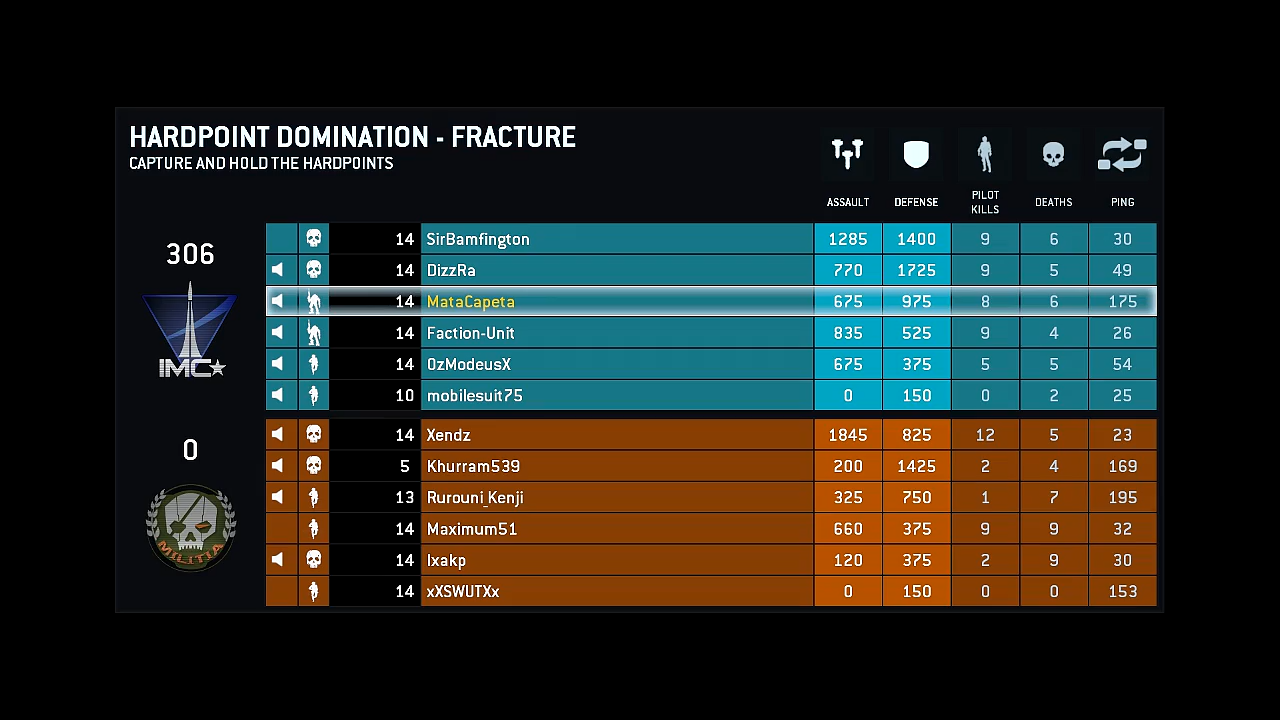 HARDPOINT DOMINATION - FRACTURE
CAPTURE AND HOLD THE HARDPOINTS
ASSAULT DEFENSE PILOT KILLS DEATHS PING
306
IMC
14 SirBamfington 1285 1400 9 6 30
14 DizzRa 770 1725 9 5 49
14 MataCapeta 675 975 8 6 175
14 Faction-Unit 835 525 9 4 26
14 OzModeusX 675 375 5 5 54
10 mobilesuit75 0 150 0 2 25
0
MILITIA
14 Xendz 1845 825 12 5 23
5 Khurram539 200 1425 2 4 169
13 Rurouni_Kenji 325 750 1 7 195
14 Maximum51 660 375 9 9 32
14 Ixakp 120 375 2 9 30
14 xXSWUTXx 0 150 0 0 153